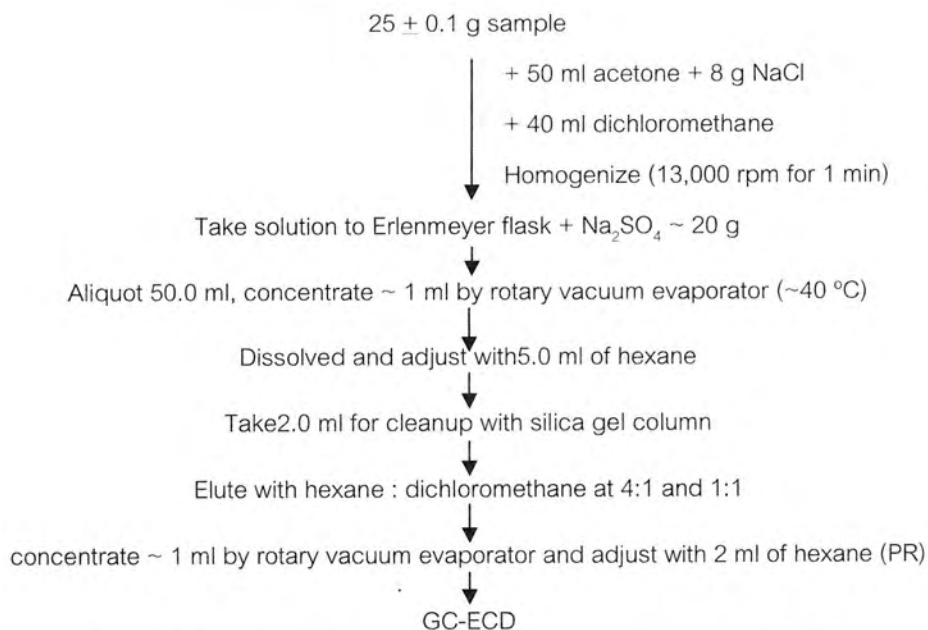 25 ± 0.1 g sample
+ 50 ml acetone + 8 g NaCl
+ 40 ml dichloromethane
Homogenize (13,000 rpm for 1 min)
Take solution to Erlenmeyer flask + Na₂SO₄ ~ 20 g
Aliquot 50.0 ml, concentrate ~ 1 ml by rotary vacuum evaporator (~40 ºC)
Dissolved and adjust with5.0 ml of hexane
Take2.0 ml for cleanup with silica gel column
Elute with hexane : dichloromethane at 4:1 and 1:1
concentrate ~ 1 ml by rotary vacuum evaporator and adjust with 2 ml of hexane (PR)
GC-ECD